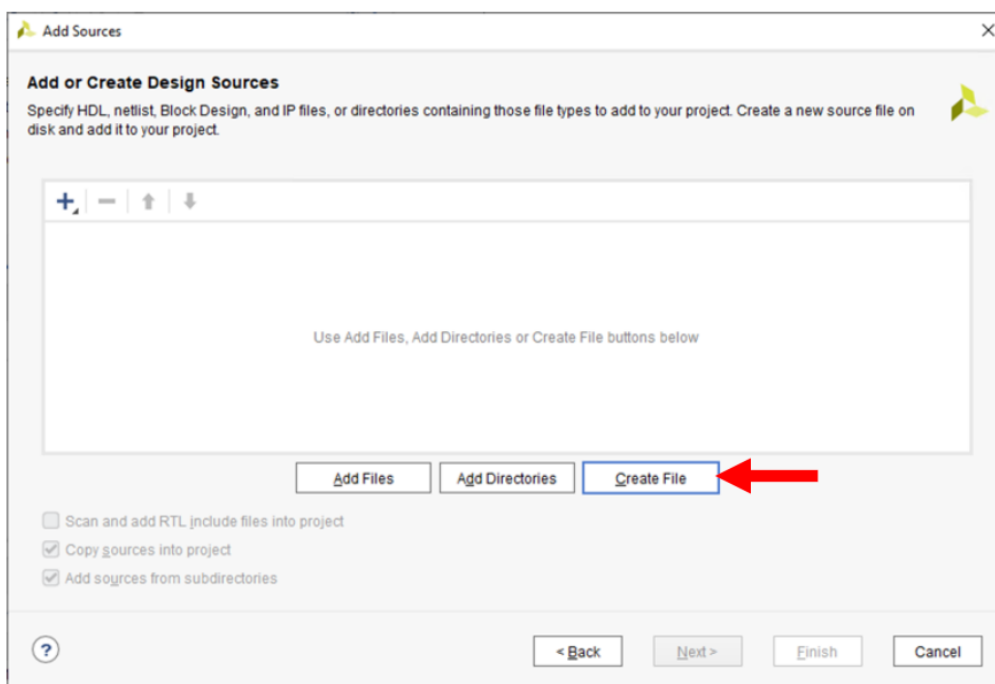 Add Sources
Add or Create Design Sources
Specify HDL, netlist, Block Design, and IP files, or directories containing those file types to add to your project. Create a new source file on
disk and add it to your project.
Use Add Files, Add Directories or Create File buttons below
Add Files Add Directories Create File
Scan and add RTL include files into project
Copy sources into project
Add sources from subdirectories
? < Back Next > Finish Cancel